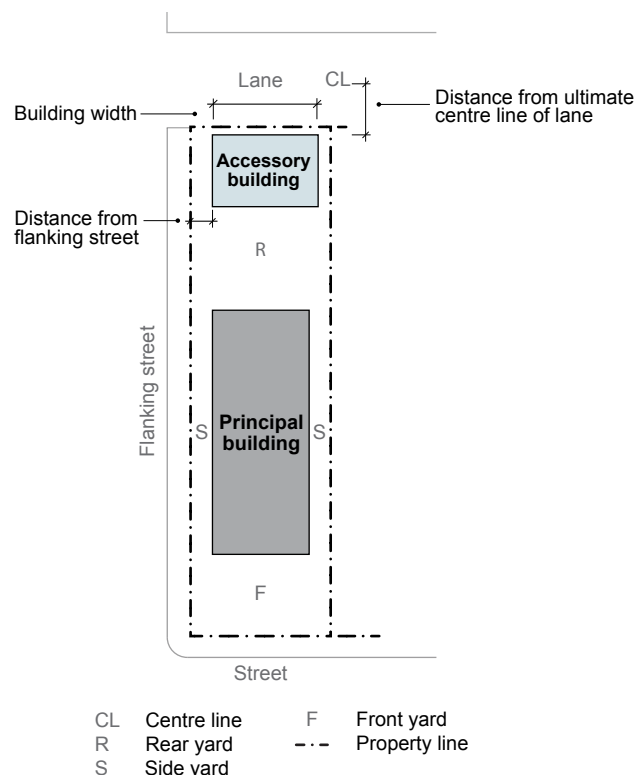 Lane
CL
Building width
Distance from ultimate
centre line of lane
Accessory
building
Distance from
flanking street
R
Flanking street
S
Principal
building
S
F
Street
CL Centre line
R Rear yard
S Side yard
F Front yard
Property line